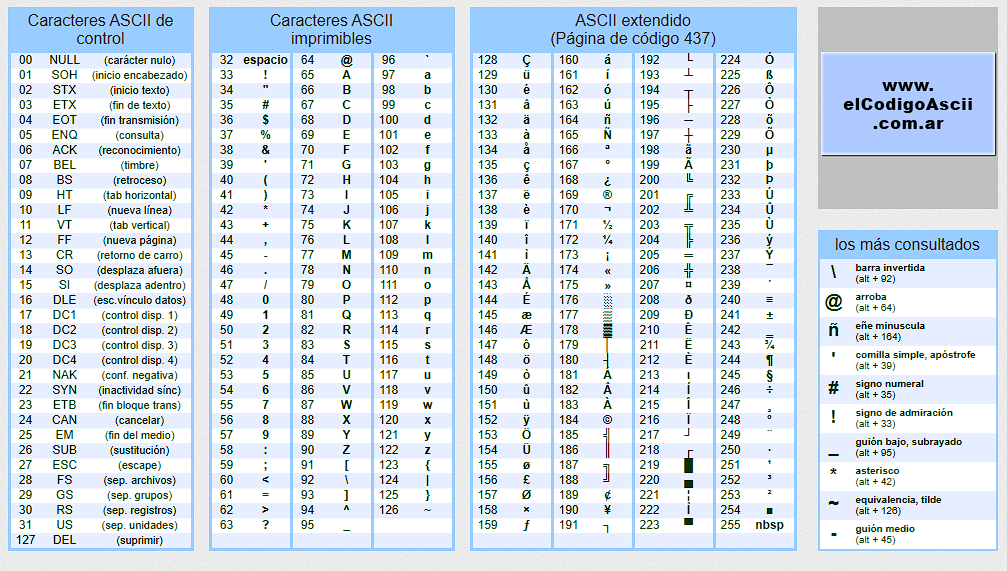 Caracteres ASCII de
control
00 NULL (carácter nulo)
01 SOH (inicio encabezado)
02 STX (inicio texto)
03 ETX (fin de texto)
04 EOT (fin transmisión)
05 ENQ (consulta)
06 ACK (reconocimiento)
07 BEL (timbre)
08 BS (retroceso)
09 HT (tab horizontal)
10 LF (nueva línea)
11 VT (tab vertical)
12 FF (nueva página)
13 CR (retorno de carro)
14 SO (desplaza afuera)
15 SI (desplaza adentro)
16 DLE (esc.vínculo datos)
17 DC1 (control disp. 1)
18 DC2 (control disp. 2)
19 DC3 (control disp. 3)
20 DC4 (control disp. 4)
21 NAK (conf. negativa)
22 SYN (inactividad sínc)
23 ETB (fin bloque trans)
24 CAN (cancelar)
25 EM (fin del medio)
26 SUB (sustitución)
27 ESC (escape)
28 FS (sep. archivos)
29 GS (sep. grupos)
30 RS (sep. registros)
31 US (sep. unidades)
127 DEL (suprimir)
Caracteres ASCII
imprimibles
32 espacio 64 @ 96 `
33 ! 65 A 97 a
34 " 66 B 98 b
35 # 67 C 99 c
36 $ 68 D 100 d
37 % 69 E 101 e
38 & 70 F 102 f
39 ' 71 G 103 g
40 ( 72 H 104 h
41 ) 73 I 105 i
42 * 74 J 106 j
43 + 75 K 107 k
44 , 76 L 108 l
45 - 77 M 109 m
46 . 78 N 110 n
47 / 79 O 111 o
48 0 80 P 112 p
49 1 81 Q 113 q
50 2 82 R 114 r
51 3 83 S 115 s
52 4 84 T 116 t
53 5 85 U 117 u
54 6 86 V 118 v
55 7 87 W 119 w
56 8 88 X 120 x
57 9 89 Y 121 y
58 : 90 Z 122 z
59 ; 91 [ 123 {
60 < 92 \ 124 |
61 = 93 ] 125 }
62 > 94 ^ 126 ~
63 ? 95 _
ASCII extendido
(Página de código 437)
128 Ç 160 á 192 └ 224 Ó
129 ü 161 í 193 ┴ 225 ß
130 é 162 ó 194 ┬ 226 Ô
131 â 163 ú 195 ├ 227 Ò
132 ä 164 ñ 196 ─ 228 õ
133 à 165 Ñ 197 ┼ 229 Õ
134 å 166 ª 198 ã 230 µ
135 ç 167 º 199 Ã 231 þ
136 ê 168 ¿ 200 ╚ 232 Þ
137 ë 169 ® 201 ╔ 233 Ú
138 è 170 ¬ 202 ╩ 234 Û
139 ï 171 ½ 203 ╦ 235 Ù
140 î 172 ¼ 204 ╠ 236 ý
141 ì 173 ¡ 205 ═ 237 Ý
142 Ä 174 « 206 ╬ 238 ¯
143 Å 175 » 207 ¤ 239 ´
144 É 176 ░ 208 ð 240 ≡
145 æ 177 ▒ 209 Ð 241 ±
146 Æ 178 ▓ 210 Ê 242 ‗
147 ô 179 │ 211 Ë 243 ¾
148 ö 180 ┤ 212 È 244 ¶
149 ò 181 Á 213 ı 245 §
150 û 182 Â 214 Í 246 ÷
151 ù 183 À 215 Î 247 ¸
152 ÿ 184 © 216 Ï 248 °
153 Ö 185 ╣ 217 ┘ 249 ¨
154 Ü 186 ║ 218 ┌ 250 ·
155 ø 187 ╗ 219 █ 251 ¹
156 £ 188 ╝ 220 ▄ 252 ³
157 Ø 189 ¢ 221 ¦ 253 ²
158 × 190 ¥ 222 Ì 254 ■
159 ƒ 191 ┐ 223 ▀ 255 nbsp
www.
elCodigoAscii
.com.ar
los más consultados
\ barra invertida
(alt + 92)
@ arroba
(alt + 64)
ñ eñe minuscula
(alt + 164)
' comilla simple, apóstrofe
(alt + 39)
# signo numeral
(alt + 35)
! signo de admiración
(alt + 33)
_ guión bajo, subrayado
(alt + 95)
* asterisco
(alt + 42)
~ equivalencia, tilde
(alt + 126)
- guión medio
(alt + 45)